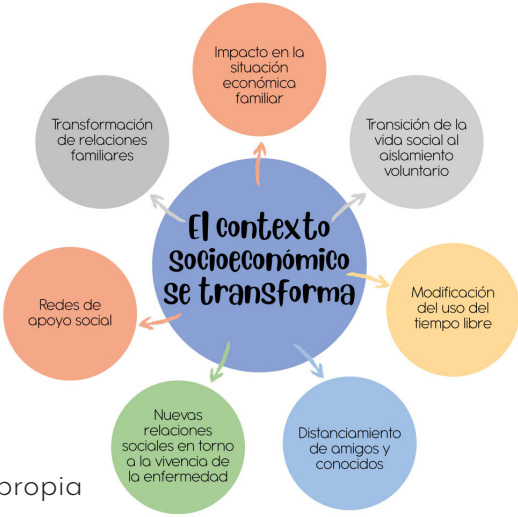 Impacto en la
situación
económica
familiar
Transformación
de relaciones
familiares
Transición de la
vida social al
aislamiento
voluntario
El contexto
socioeconómico
se transforma
Redes de
apoyo social
Modificación
del uso del
tiempo libre
Nuevas
relaciones
sociales en torno
a la vivencia de
la enfermedad
Distanciamiento
de amigos y
conocidos
propia